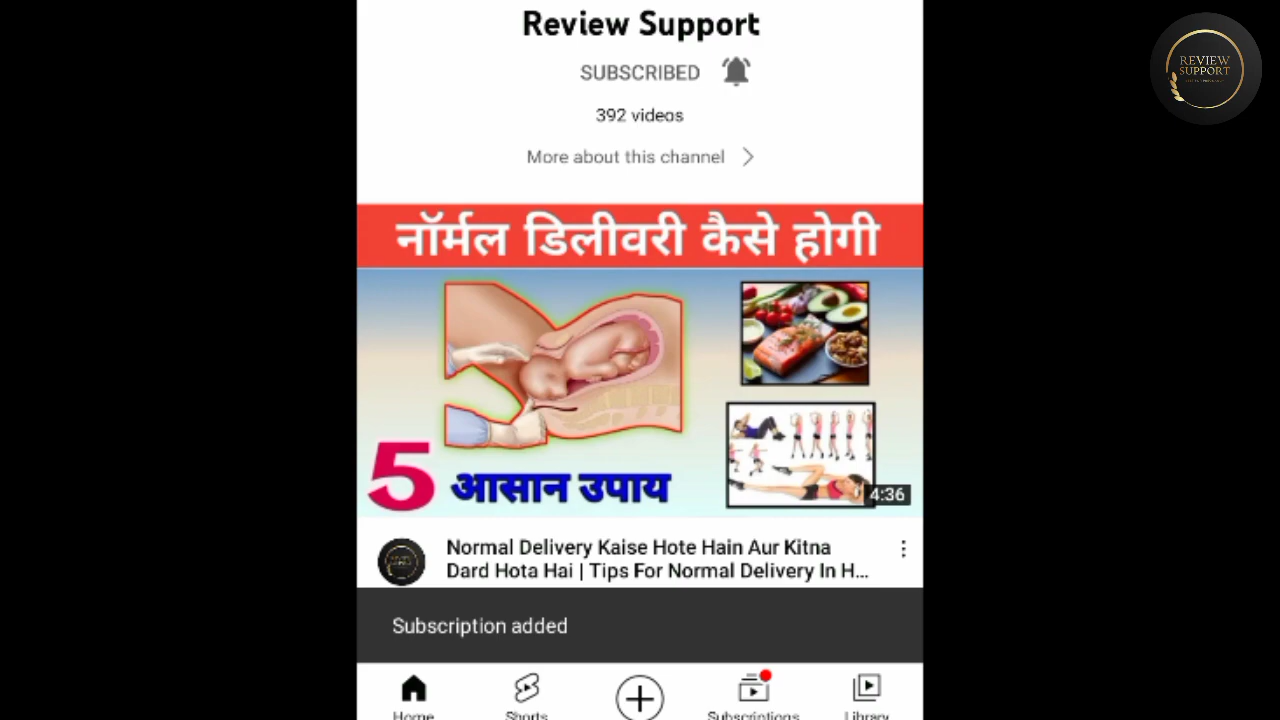 Review Support
REVIEW
SUPPORT
SUBSCRIBED
392 videos
More about this channel
नॉर्मल डिलीवरी कैसे होगी
5 आसान उपाय
4:36
Normal Delivery Kaise Hote Hain Aur Kitna
Dard Hota Hai | Tips For Normal Delivery In H...
Subscription added
Home Shorts Subscriptions Library